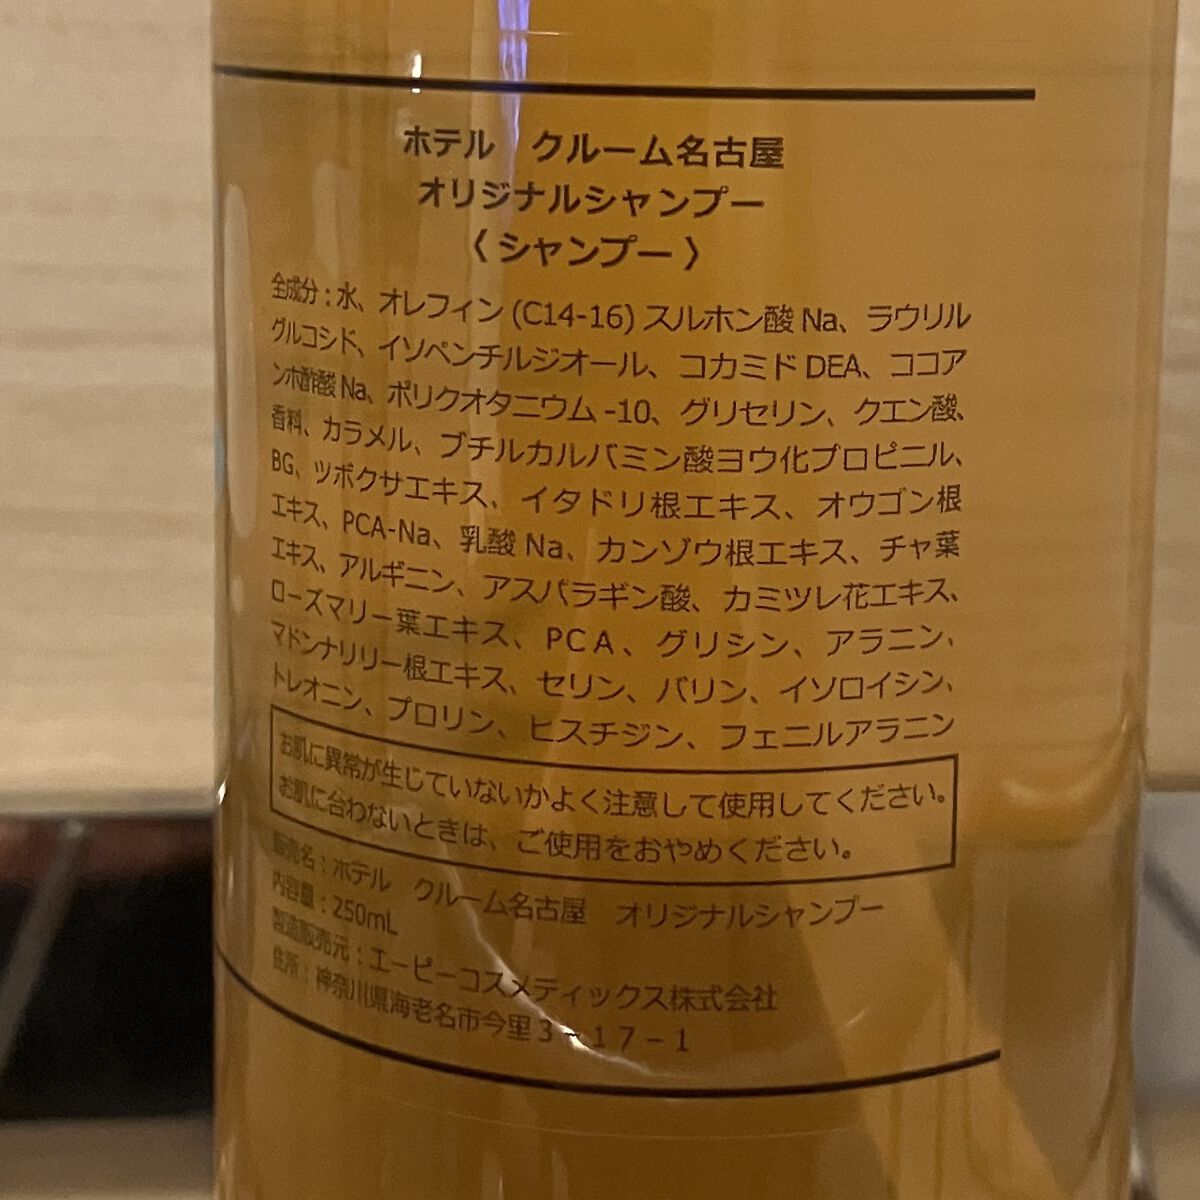 ホテル　クルーム名古屋
オリジナルシャンプー
〈シャンプー〉
全成分：水、オレフィン(C14-16)スルホン酸Na、ラウリル
グルコシド、イソペンチルジオール、コカミドDEA、ココア
ンホ酢酸Na、ポリクオタニウム-10、グリセリン、クエン酸、
香料、カラメル、ブチルカルバミン酸ヨウ化プロピニル、
BG、ツボクサエキス、イタドリ根エキス、オウゴン根
エキス、PCA-Na、乳酸Na、カンゾウ根エキス、チャ葉
エキス、アルギニン、アスパラギン酸、カミツレ花エキス、
ローズマリー葉エキス、PCA、グリシン、アラニン、
マドンナリリー根エキス、セリン、バリン、イソロイシン、
トレオニン、プロリン、ヒスチジン、フェニルアラニン
お肌に異常が生じていないかよく注意して使用してください。
お肌に合わないときは、ご使用をおやめください。
販売名：ホテル　クルーム名古屋　オリジナルシャンプー
内容量：250mL
製造販売元：エーピーコスメティックス株式会社
住所：神奈川県海老名市今里3－17－1